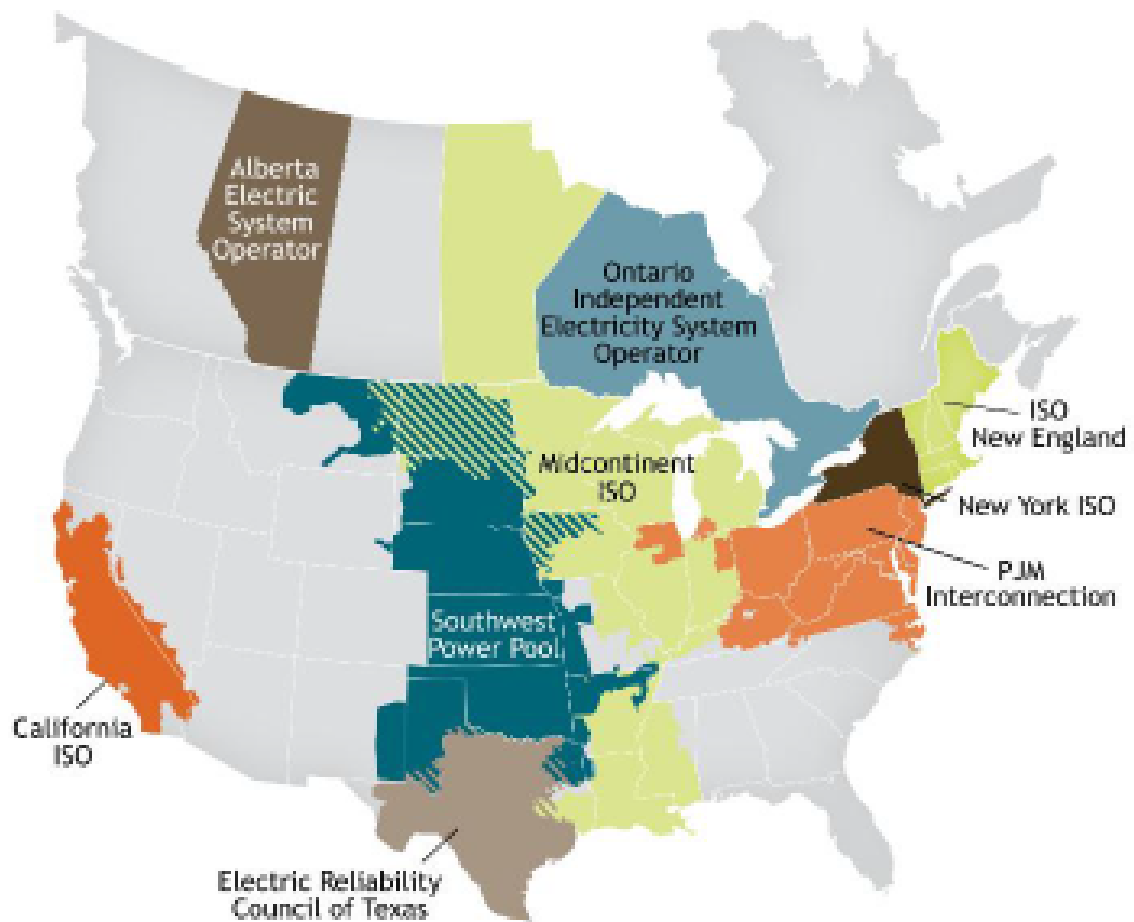 Alberta
Electric
System
Operator
Ontario
Independent
Electricity System
Operator
ISO
New England
Midcontinent
ISO
New York ISO
PJM
Interconnection
Southwest
Power Pool
California
ISO
Electric Reliability
Council of Texas